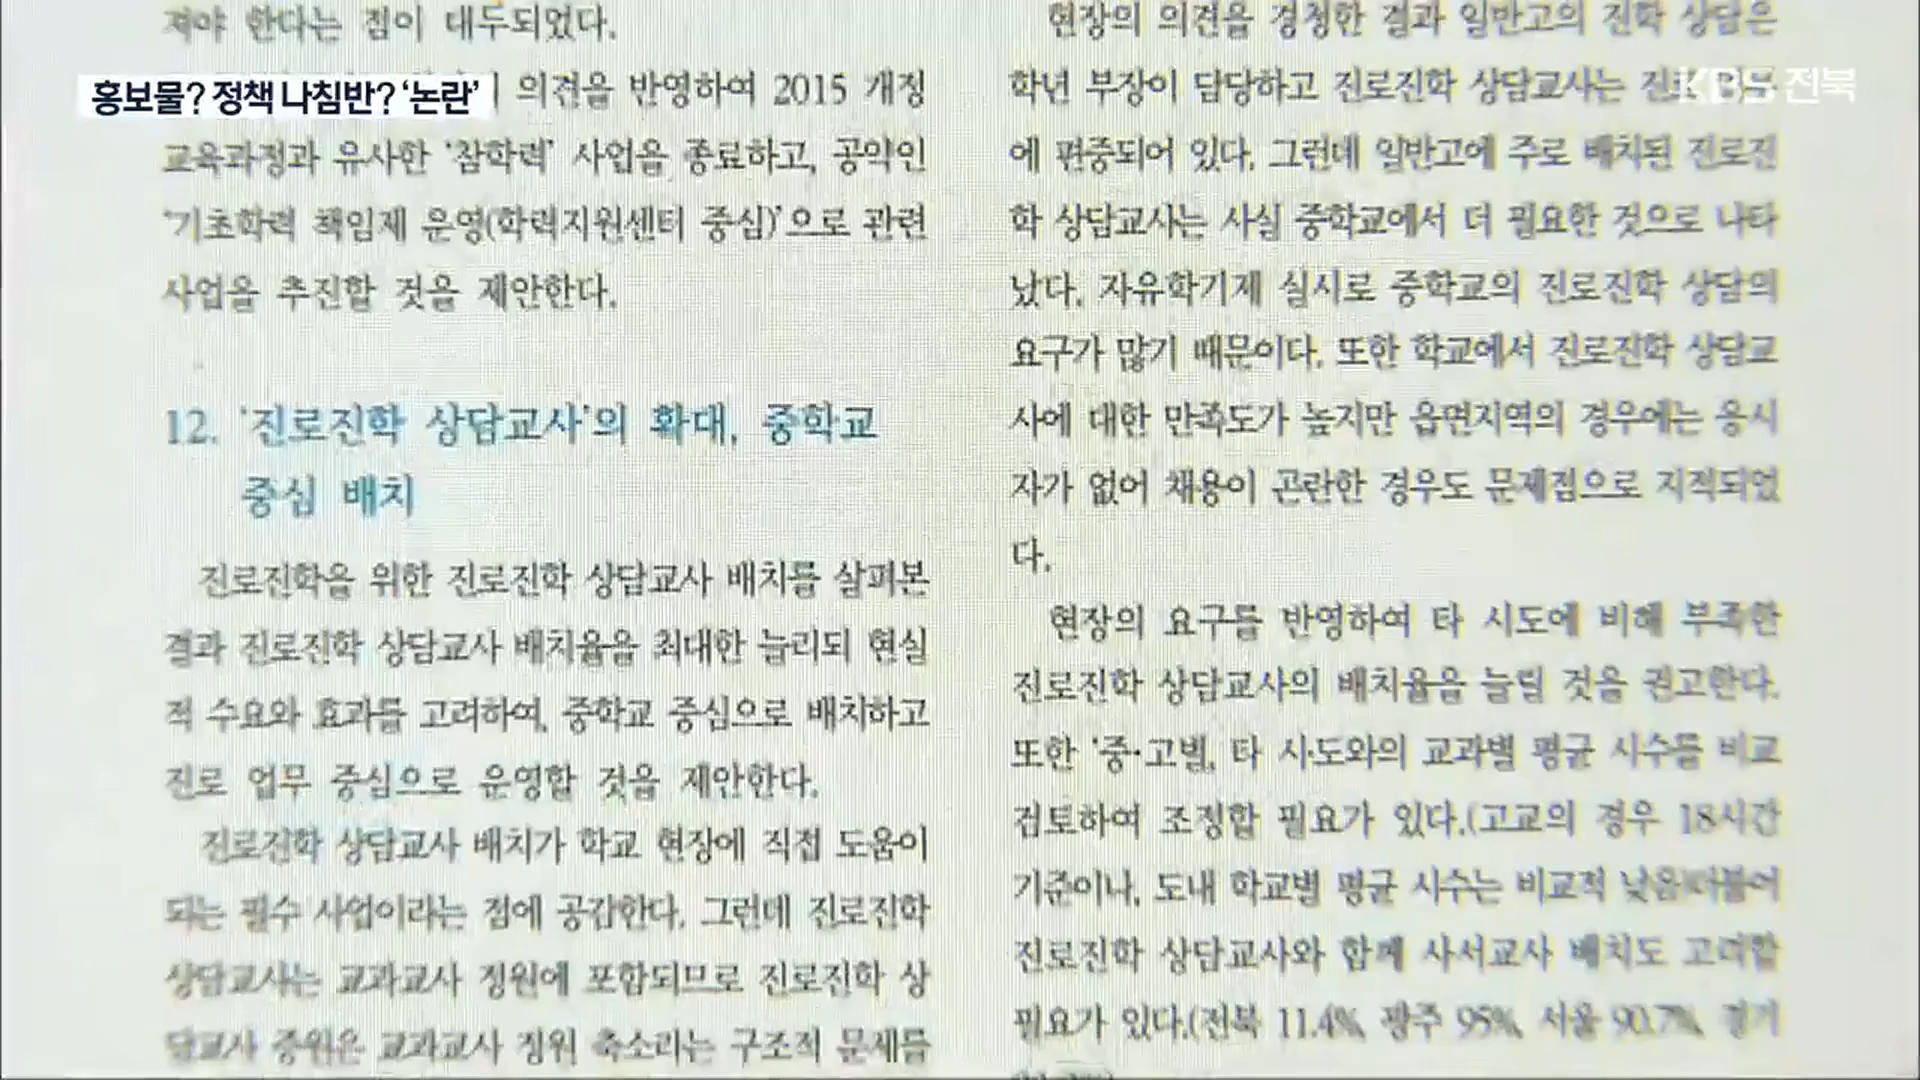 홍보물? 정책 나침반? ‘논란’
KBS 전북
져야 한다는 점이 대두되었다.
의견을 반영하여 2015 개정
교육과정과 유사한 ‘참학력’ 사업을 종료하고, 공약인
‘기초학력 책임제 운영(학력지원센터 중심)’으로 관련
사업을 추진할 것을 제안한다.
12. ‘진로진학 상담교사’의 확대, 중학교
중심 배치
진로진학을 위한 진로진학 상담교사 배치를 살펴본
결과 진로진학 상담교사 배치율을 최대한 늘리되 현실
적 수요와 효과를 고려하여, 중학교 중심으로 배치하고
진로 업무 중심으로 운영할 것을 제안한다.
진로진학 상담교사 배치가 학교 현장에 직접 도움이
되는 필수 사업이라는 점에 공감한다. 그런데 진로진학
상담교사는 교과교사 정원에 포함되므로 진로진학 상
담교사 증원은 교과교사 정원 축소라는 구조적 문제를
현장의 의견을 경청한 결과 일반고의 진학 상담은
학년 부장이 담당하고 진로진학 상담교사는 진로
에 편중되어 있다. 그런데 일반고에 주로 배치된 진로진
학 상담교사는 사실 중학교에서 더 필요한 것으로 나타
났다. 자유학기제 실시로 중학교의 진로진학 상담의
요구가 많기 때문이다. 또한 학교에서 진로진학 상담교
사에 대한 만족도가 높지만 읍면지역의 경우에는 응시
자가 없어 채용이 곤란한 경우도 문제점으로 지적되었
다.
현장의 요구를 반영하여 타 시도에 비해 부족한
진로진학 상담교사의 배치율을 늘릴 것을 권고한다.
또한 ‘중·고별, 타 시·도와의 교과별 평균 시수를 비교
검토하여 조정할 필요가 있다.(고교의 경우 18시간
기준이나, 도내 학교별 평균 시수는 비교적 낮음)더불어
진로진학 상담교사와 함께 사서교사 배치도 고려할
필요가 있다.(전북 11.4%, 광주 95%, 서울 90.7%, 경기